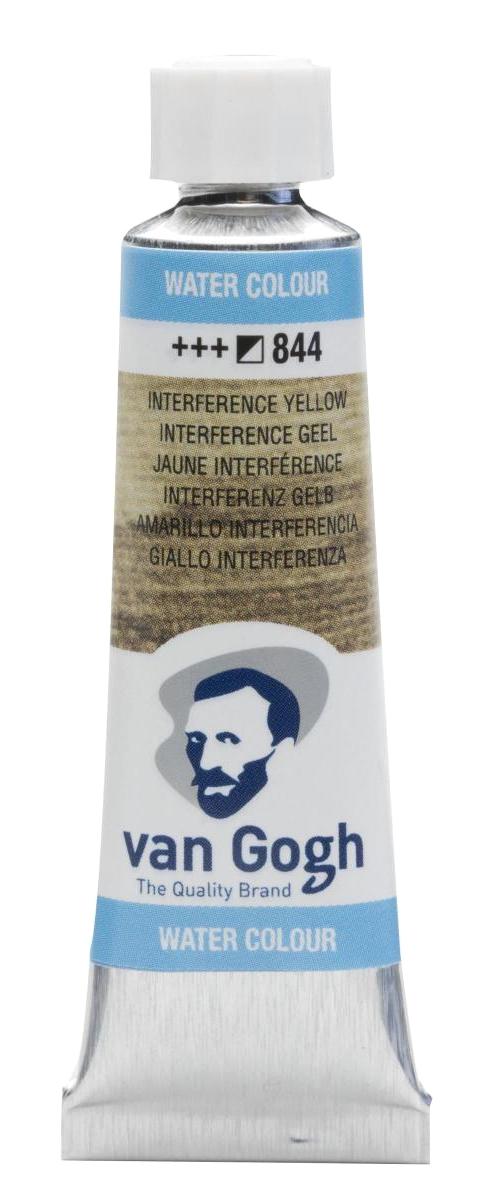 WATER COLOUR
+++ 844
INTERFERENCE YELLOW
INTERFERENCE GEEL
JAUNE INTERFÉRENCE
INTERFERENZ GELB
AMARILLO INTERFERENCIA
GIALLO INTERFERENZA
van Gogh
The Quality Brand
WATER COLOUR